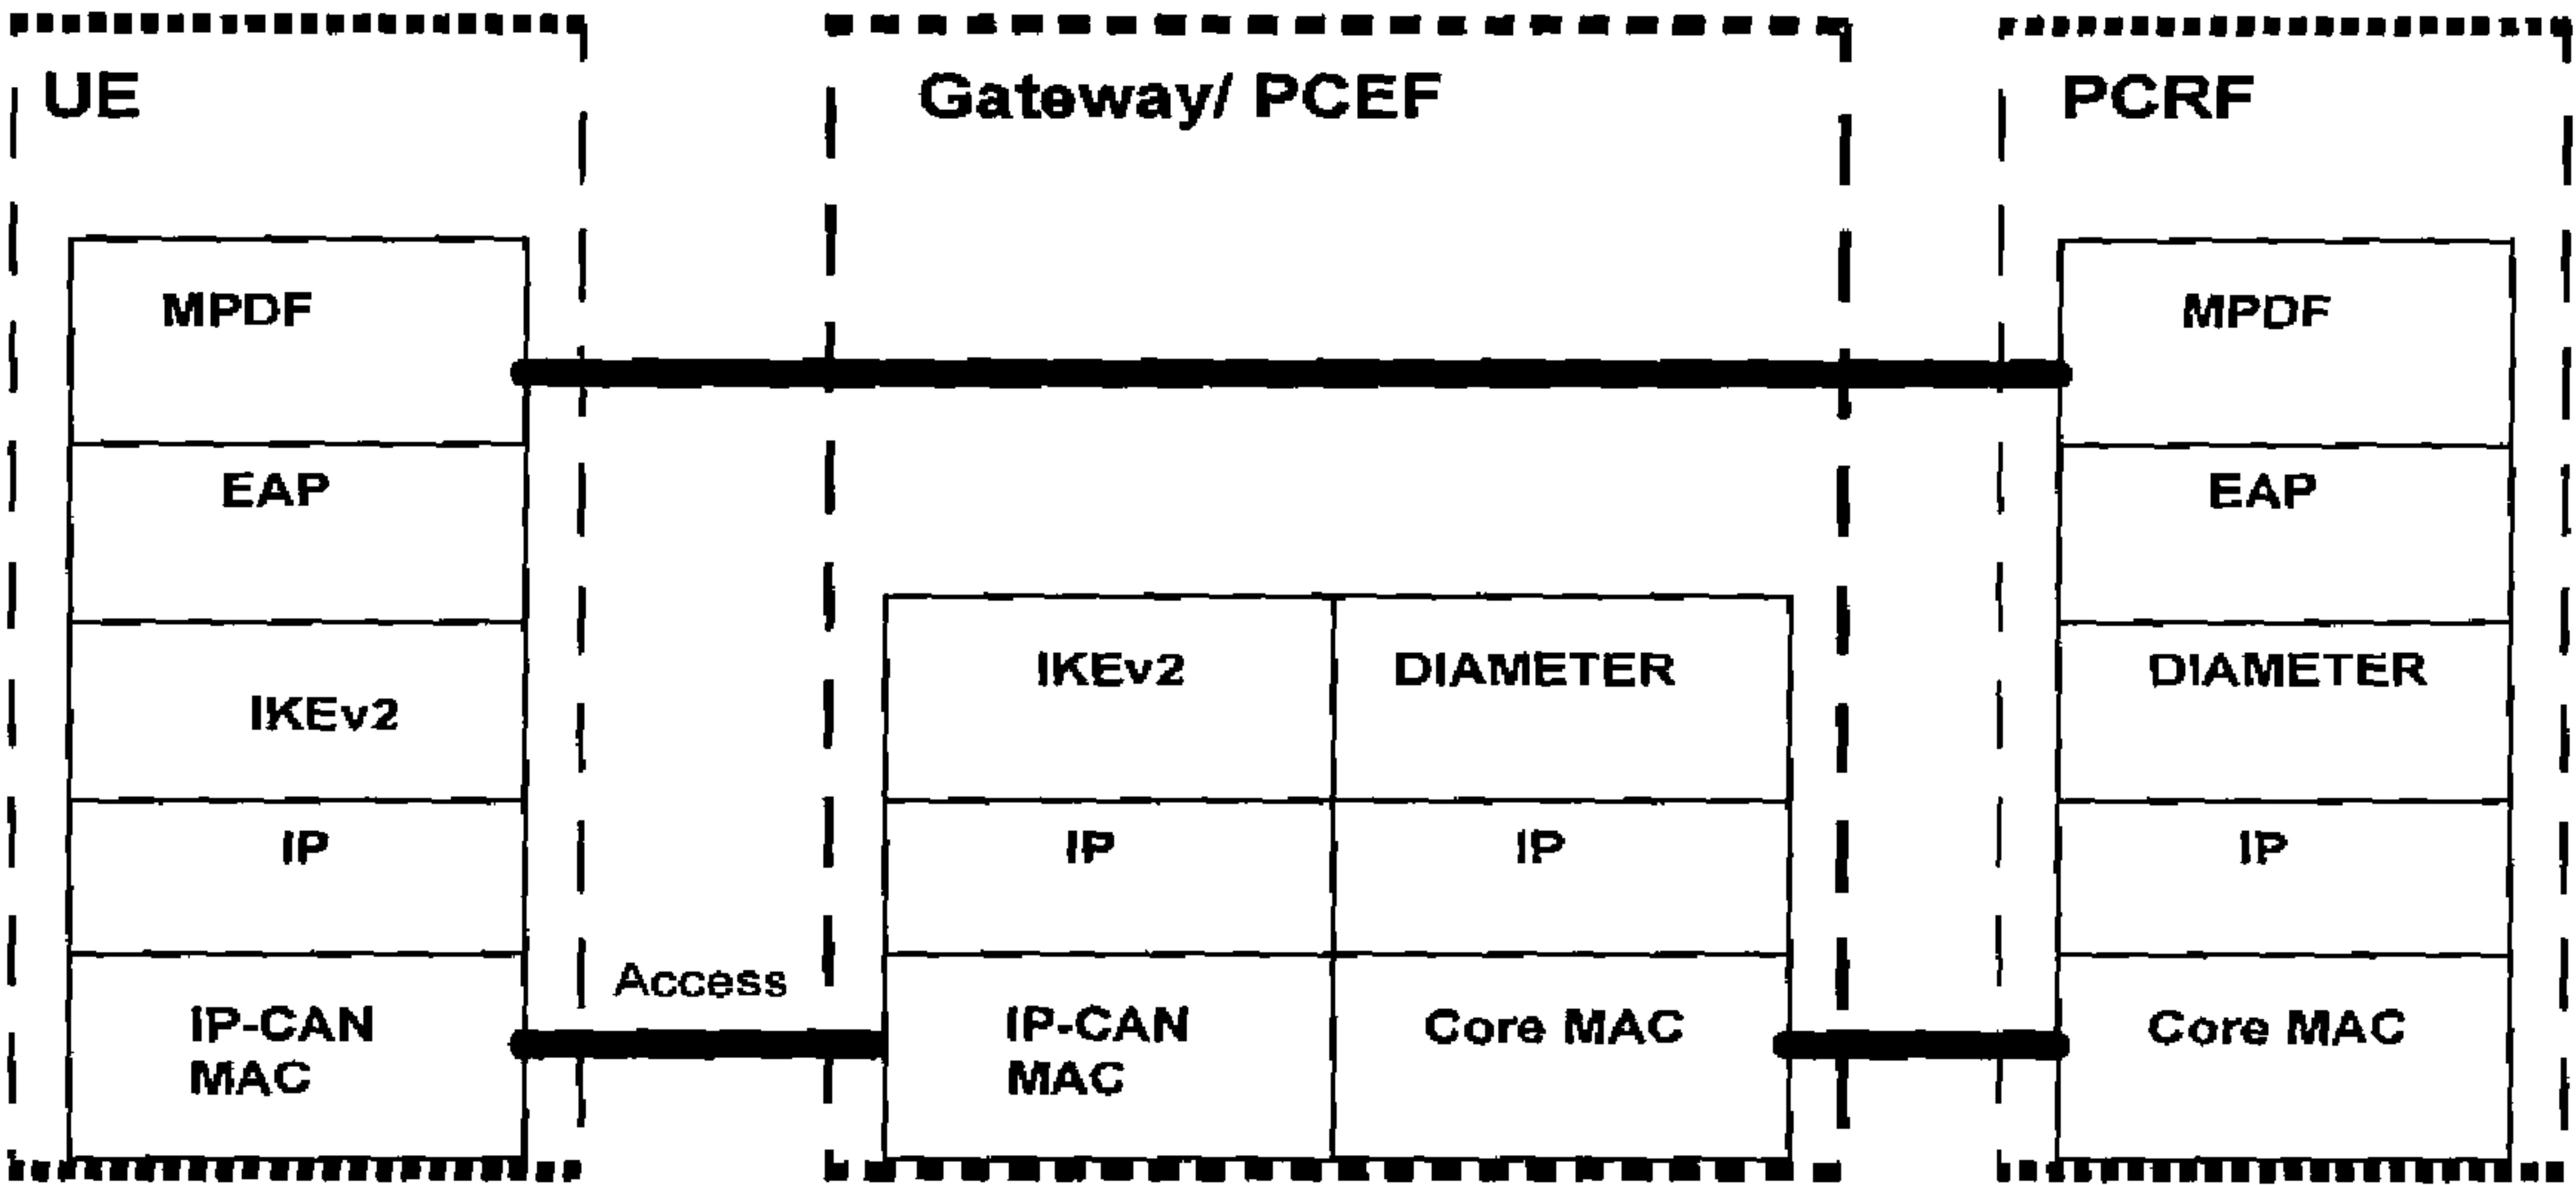 UE
Gateway/ PCEF
PCRF
MPDF
MPDF
EAP
EAP
IKEv2
IKEv2
DIAMETER
DIAMETER
IP
IP
IP
IP
Access
IP-CAN
MAC
IP-CAN
MAC
Core MAC
Core MAC